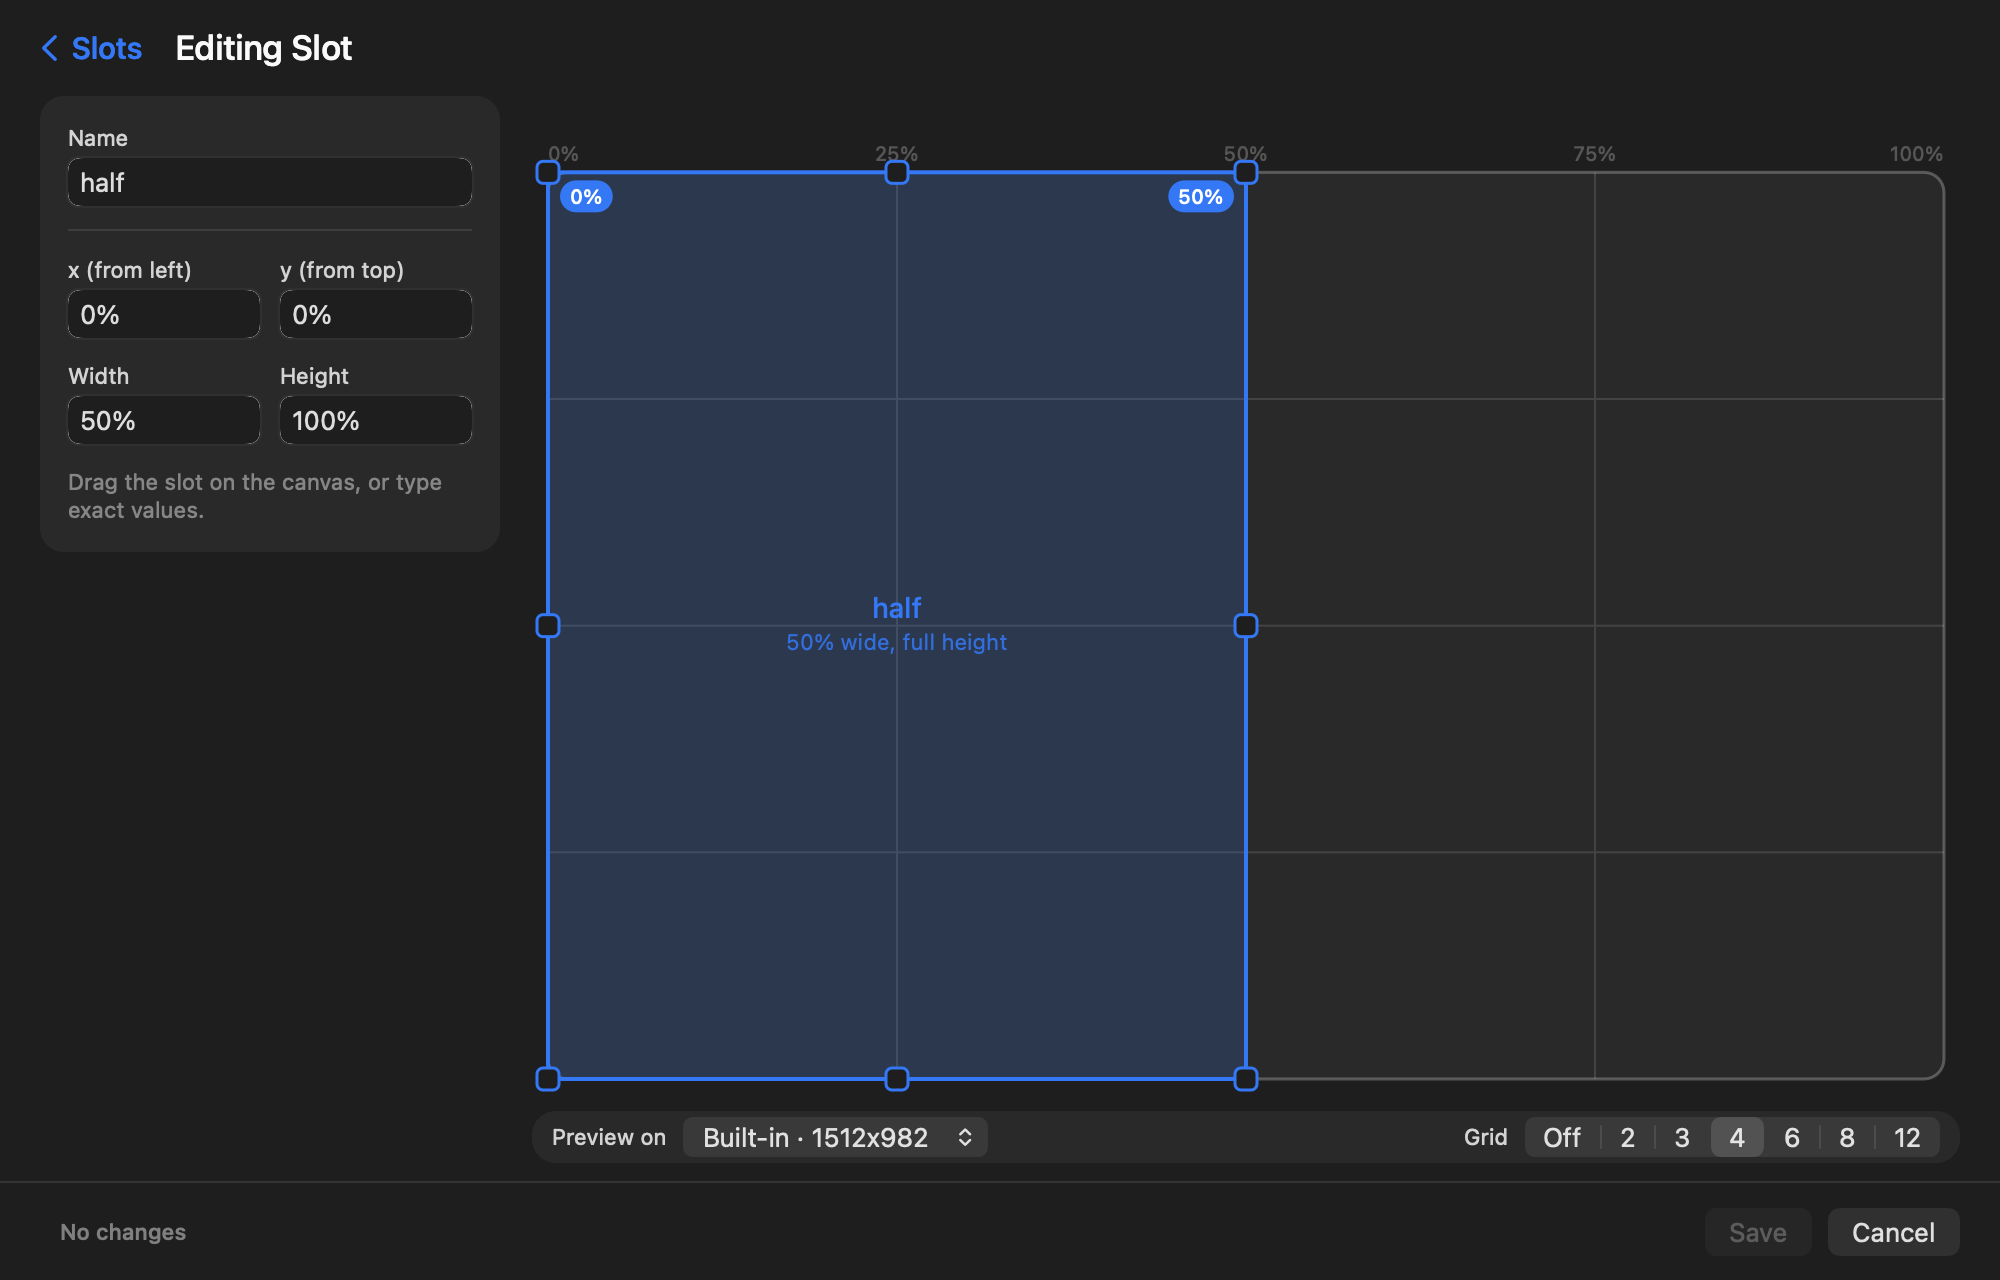 Slots Editing Slot
Name
half
x (from left) y (from top)
0% 0%
Width Height
50% 100%
Drag the slot on the canvas, or type
exact values.
0% 25% 50% 75% 100%
0% 50%
half
50% wide, full height
Preview on Built-in · 1512x982 Grid Off 2 3 4 6 8 12
No changes Save Cancel